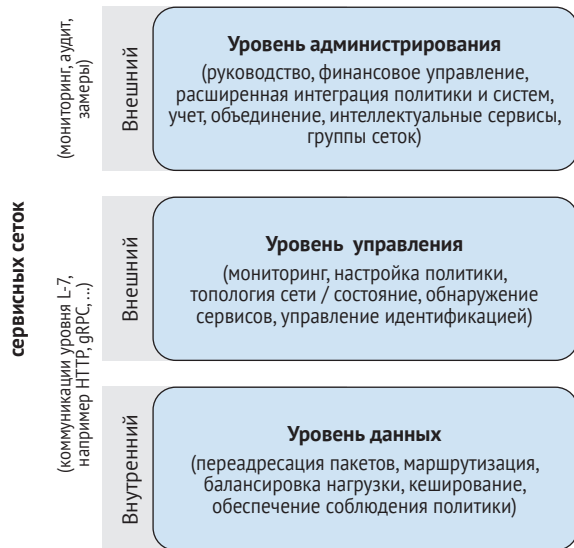 сервисных сеток
(мониторинг, аудит,
замеры)
Внешний
Уровень администрирования
(руководство, финансовое управление,
расширенная интеграция политики и систем,
учет, объединение, интеллектуальные сервисы,
группы сеток)
(коммуникации уровня L-7,
например HTTP, gRPC, ...)
Внешний
Уровень управления
(мониторинг, настройка политики,
топология сети / состояние, обнаружение
сервисов, управление идентификацией)
Внутренний
Уровень данных
(переадресация пакетов, маршрутизация,
балансировка нагрузки, кеширование,
обеспечение соблюдения политики)